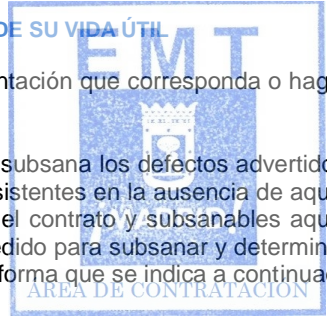 DE SU VIDA ÚTIL
EMT
ntación que corresponda o hag
subsana los defectos advertido
sistentes en la ausencia de aqu
el contrato y subsanables aqu
edido para subsanar y determin
forma que se indica a continuac
ÁREA DE CONTRATACIÓN